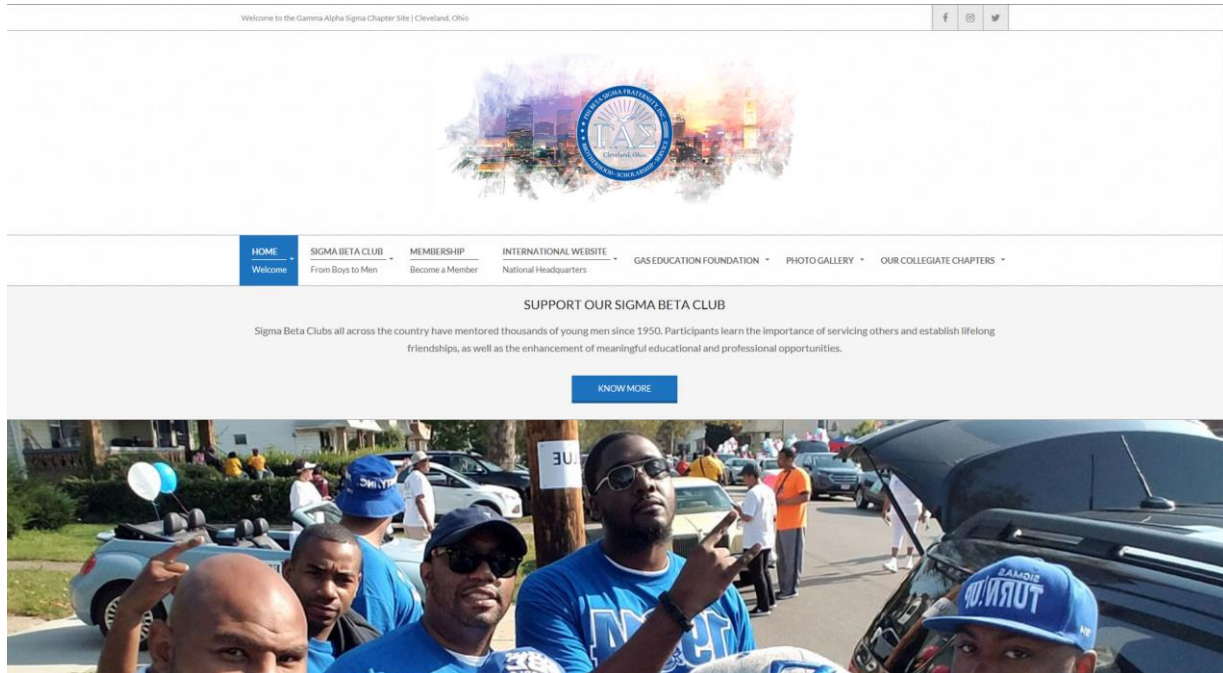 Welcome to the Gamma Alpha Sigma Chapter Site | Cleveland, Ohio
PHI BETA SIGMA FRATERNITY, INC.
ΓΑΣ
Cleveland, Ohio
BROTHERHOOD - SCHOLARSHIP - SERVICE
HOME
Welcome
SIGMA BETA CLUB
From Boys to Men
MEMBERSHIP
Become a Member
INTERNATIONAL WEBSITE
National Headquarters
GAS EDUCATION FOUNDATION
PHOTO GALLERY
OUR COLLEGIATE CHAPTERS
SUPPORT OUR SIGMA BETA CLUB
Sigma Beta Clubs all across the country have mentored thousands of young men since 1950. Participants learn the importance of servicing others and establish lifelong
friendships, as well as the enhancement of meaningful educational and professional opportunities.
KNOW MORE
SIGMAS
TURN UP